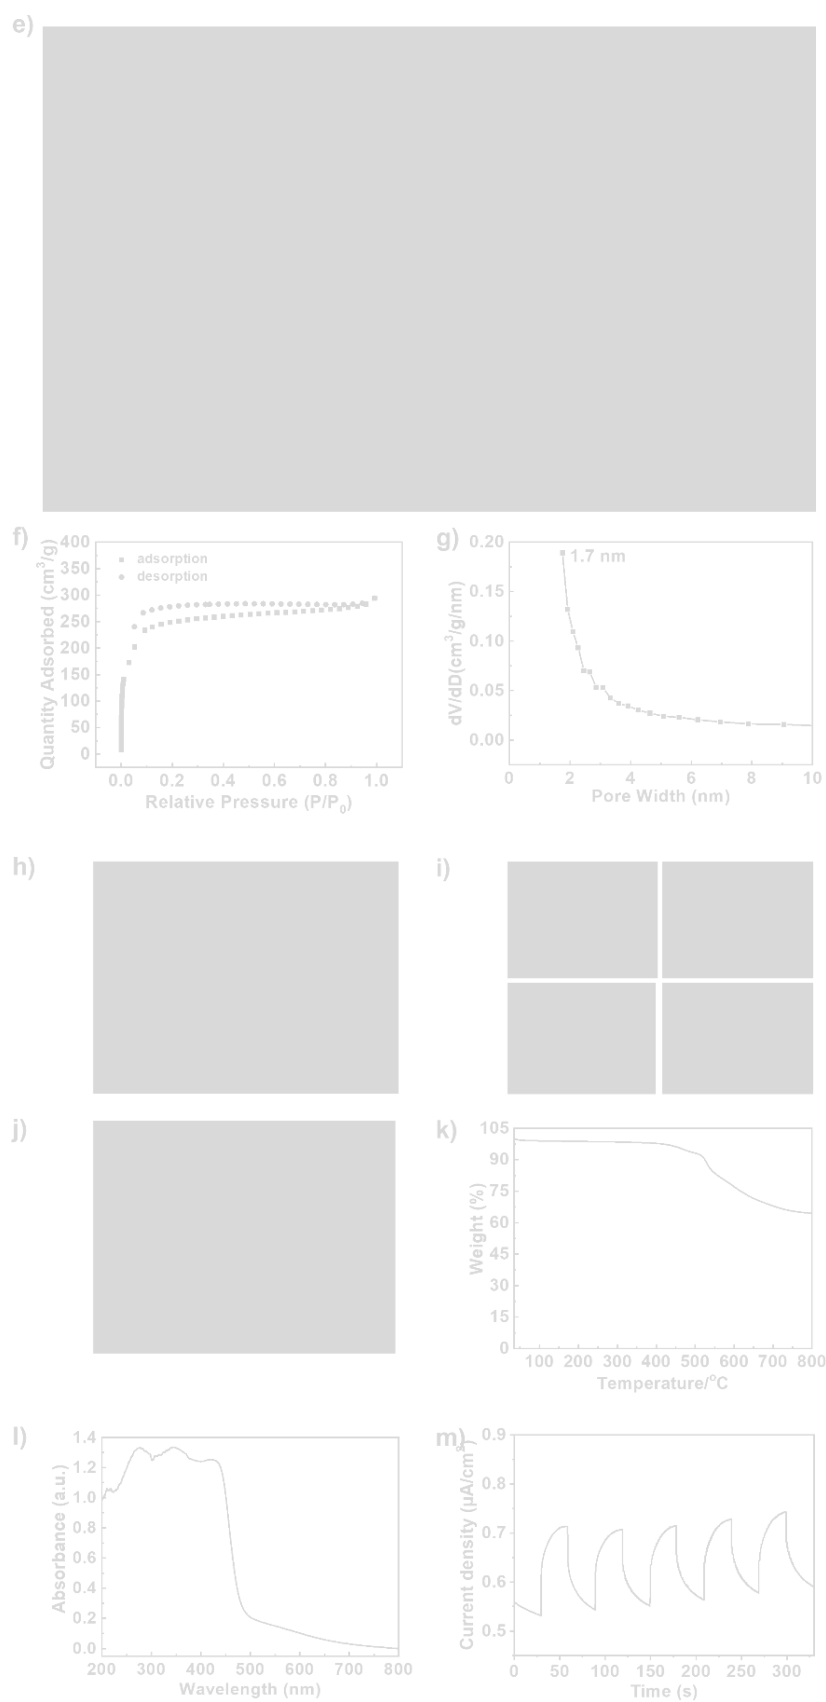 e)
f)
400
350
300
250
200
150
100
50
0
Quantity Adsorbed (cm³/g)
adsorption
desorption
0.0 0.2 0.4 0.6 0.8 1.0
Relative Pressure (P/P₀)
g)
0.20
0.15
0.10
0.05
0.00
dV/dD(cm³/g/nm)
1.7 nm
0 2 4 6 8 10
Pore Width (nm)
h)
i)
j)
k)
105
90
75
60
45
30
15
0
Weight (%)
100 200 300 400 500 600 700 800
Temperature/°C
l)
1.4
1.2
1.0
0.8
0.6
0.4
0.2
0.0
Absorbance (a.u.)
200 300 400 500 600 700 800
Wavelength (nm)
m)
0.9
0.8
0.7
0.6
0.5
Current density (μA/cm²)
0 50 100 150 200 250 300
Time (s)